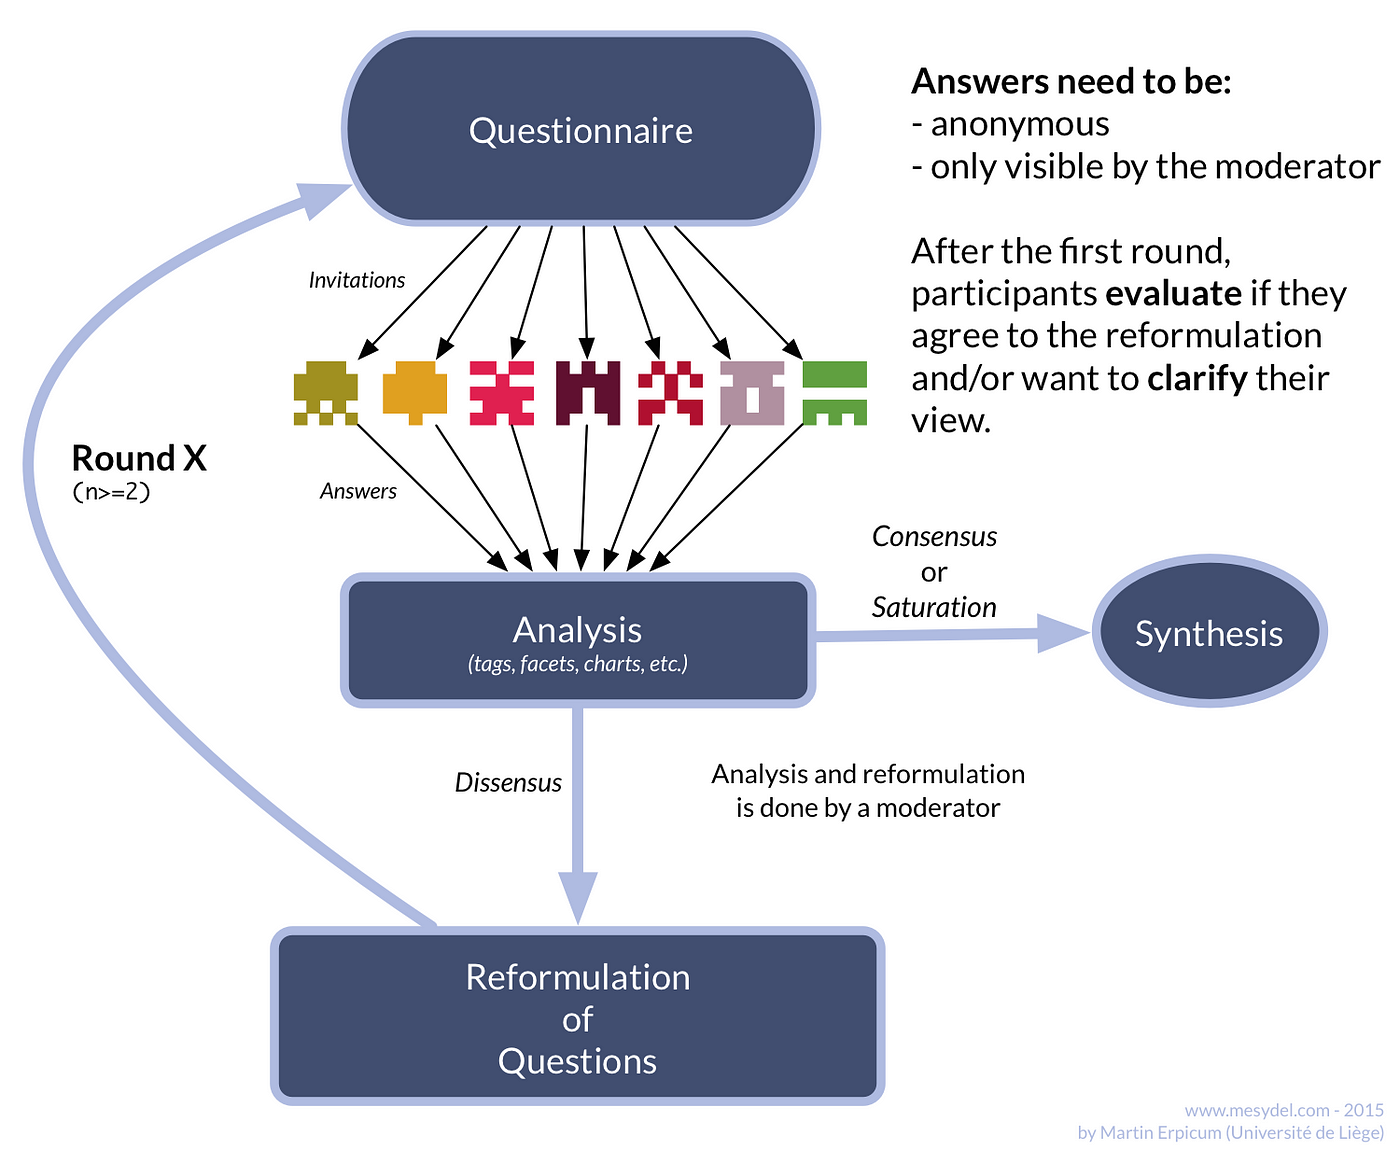 Questionnaire
Answers need to be:
- anonymous
- only visible by the moderator
After the first round,
participants evaluate if they
agree to the reformulation
and/or want to clarify their
view.
Invitations
Round X
(n>=2)
Answers
Consensus
or
Saturation
Analysis
(tags, facets, charts, etc.)
Synthesis
Dissensus
Analysis and reformulation
is done by a moderator
Reformulation
of
Questions
www.mesydel.com - 2015
by Martin Erpicum (Université de Liège)